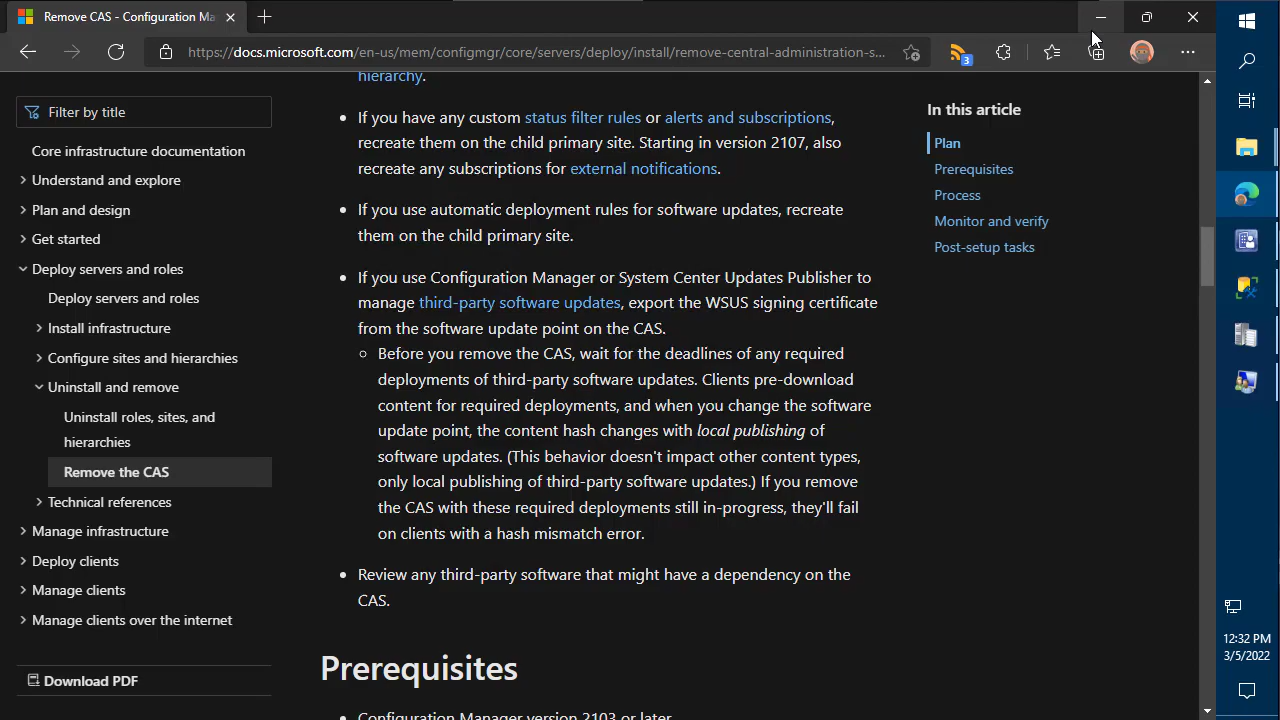 Remove CAS - Configuration Ma
https://docs.microsoft.com/en-us/mem/configmgr/core/servers/deploy/install/remove-central-administration-s...
3
Filter by title
Core infrastructure documentation
Understand and explore
Plan and design
Get started
Deploy servers and roles
Deploy servers and roles
Install infrastructure
Configure sites and hierarchies
Uninstall and remove
Uninstall roles, sites, and
hierarchies
Remove the CAS
Technical references
Manage infrastructure
Deploy clients
Manage clients
Manage clients over the internet
Download PDF
hierarchy.
• If you have any custom status filter rules or alerts and subscriptions,
recreate them on the child primary site. Starting in version 2107, also
recreate any subscriptions for external notifications.
• If you use automatic deployment rules for software updates, recreate
them on the child primary site.
• If you use Configuration Manager or System Center Updates Publisher to
manage third-party software updates, export the WSUS signing certificate
from the software update point on the CAS.
○ Before you remove the CAS, wait for the deadlines of any required
deployments of third-party software updates. Clients pre-download
content for required deployments, and when you change the software
update point, the content hash changes with local publishing of
software updates. (This behavior doesn't impact other content types,
only local publishing of third-party software updates.) If you remove
the CAS with these required deployments still in-progress, they'll fail
on clients with a hash mismatch error.
• Review any third-party software that might have a dependency on the
CAS.
Prerequisites
• Configuration Manager version 2103 or later
In this article
Plan
Prerequisites
Process
Monitor and verify
Post-setup tasks
12:32 PM
3/5/2022